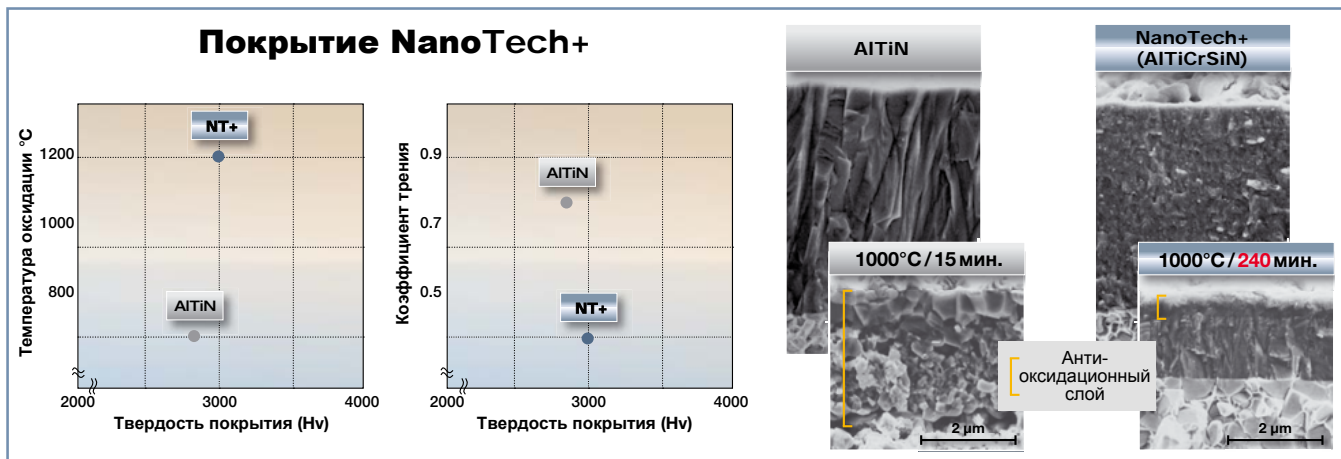 Покрытие NanoTech+
Температура оксидации °C
1200
1000
800
NT+
AlTiN
2000
3000
4000
Твердость покрытия (Hv)
Коэффициент трения
0.9
0.7
0.5
AlTiN
NT+
2000
3000
4000
Твердость покрытия (Hv)
AlTiN
1000°C / 15 мин.
2 µm
NanoTech+
(AlTiCrSiN)
1000°C / 240 мин.
2 µm
Анти-
оксидационный
слой